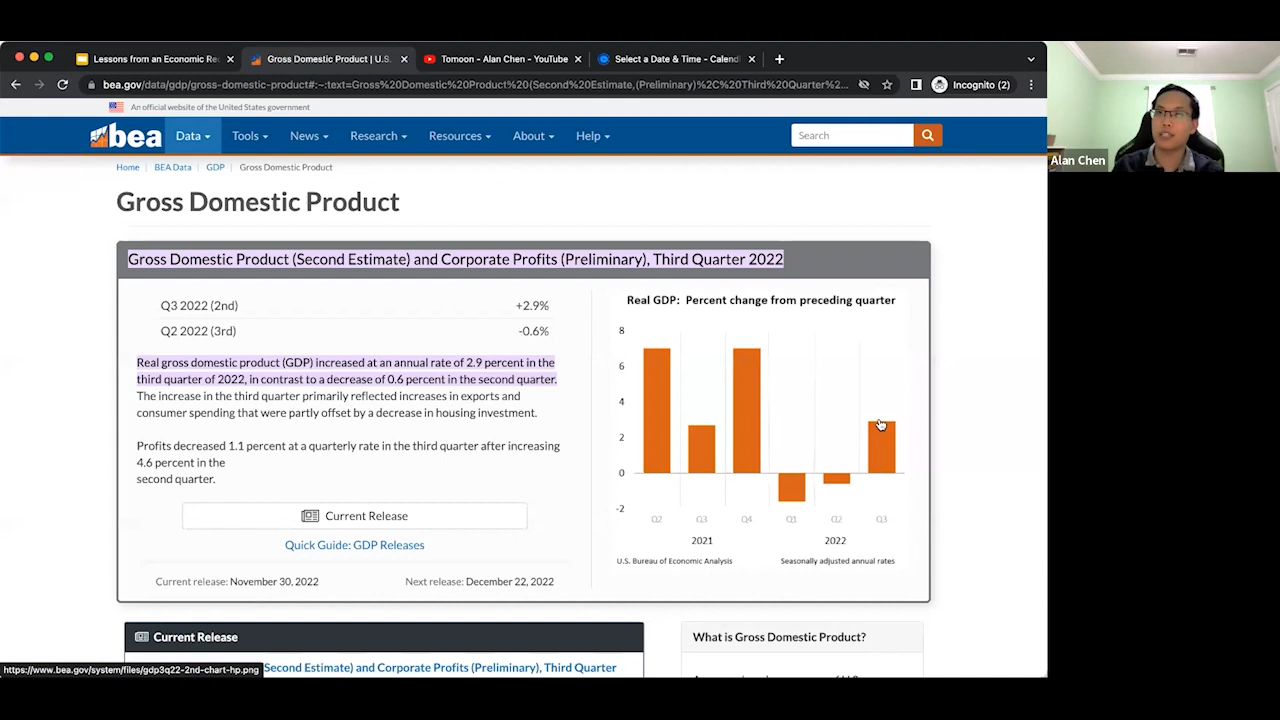 Lessons from an Economic Re
Gross Domestic Product | U.S.
Tomoon - Alan Chen - YouTube
Select a Date & Time - Calendl
bea.gov/data/gdp/gross-domestic-product#:~:text=Gross%20Domestic%20Product%20(Second%20Estimate,(Preliminary)%2C%20Third%20Quarter%2...
Incognito (2)
An official website of the United States government
bea
Data
Tools
News
Research
Resources
About
Help
Search
Alan Chen
Home
BEA Data
GDP
Gross Domestic Product
Gross Domestic Product
Gross Domestic Product (Second Estimate) and Corporate Profits (Preliminary), Third Quarter 2022
Q3 2022 (2nd) +2.9%
Q2 2022 (3rd) -0.6%
Real gross domestic product (GDP) increased at an annual rate of 2.9 percent in the
third quarter of 2022, in contrast to a decrease of 0.6 percent in the second quarter.
The increase in the third quarter primarily reflected increases in exports and
consumer spending that were partly offset by a decrease in housing investment.
Profits decreased 1.1 percent at a quarterly rate in the third quarter after increasing
4.6 percent in the
second quarter.
Current Release
Quick Guide: GDP Releases
Current release: November 30, 2022
Next release: December 22, 2022
Real GDP: Percent change from preceding quarter
8
6
4
2
0
-2
Q2 Q3 Q4 Q1 Q2 Q3
2021 2022
U.S. Bureau of Economic Analysis
Seasonally adjusted annual rates
Current Release
What is Gross Domestic Product?
Second Estimate) and Corporate Profits (Preliminary), Third Quarter
https://www.bea.gov/system/files/gdp3q22-2nd-chart-hp.png